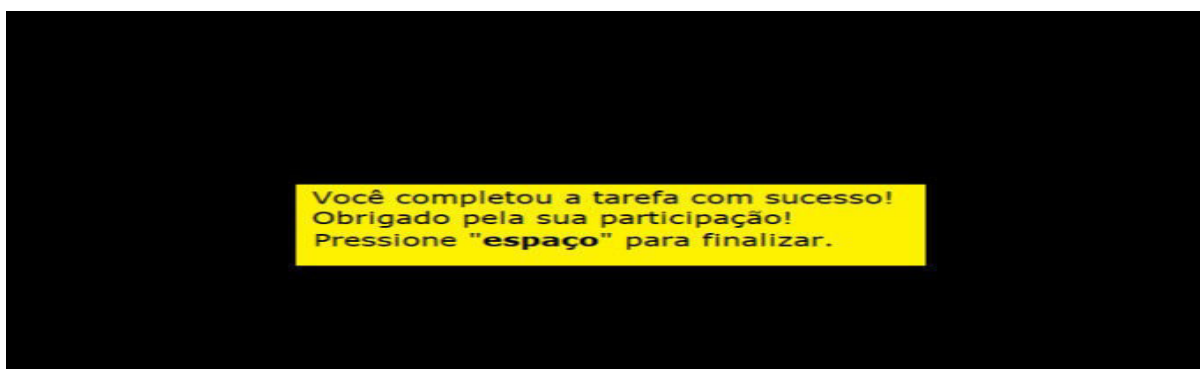 Você completou a tarefa com sucesso!
Obrigado pela sua participação!
Pressione "espaço" para finalizar.